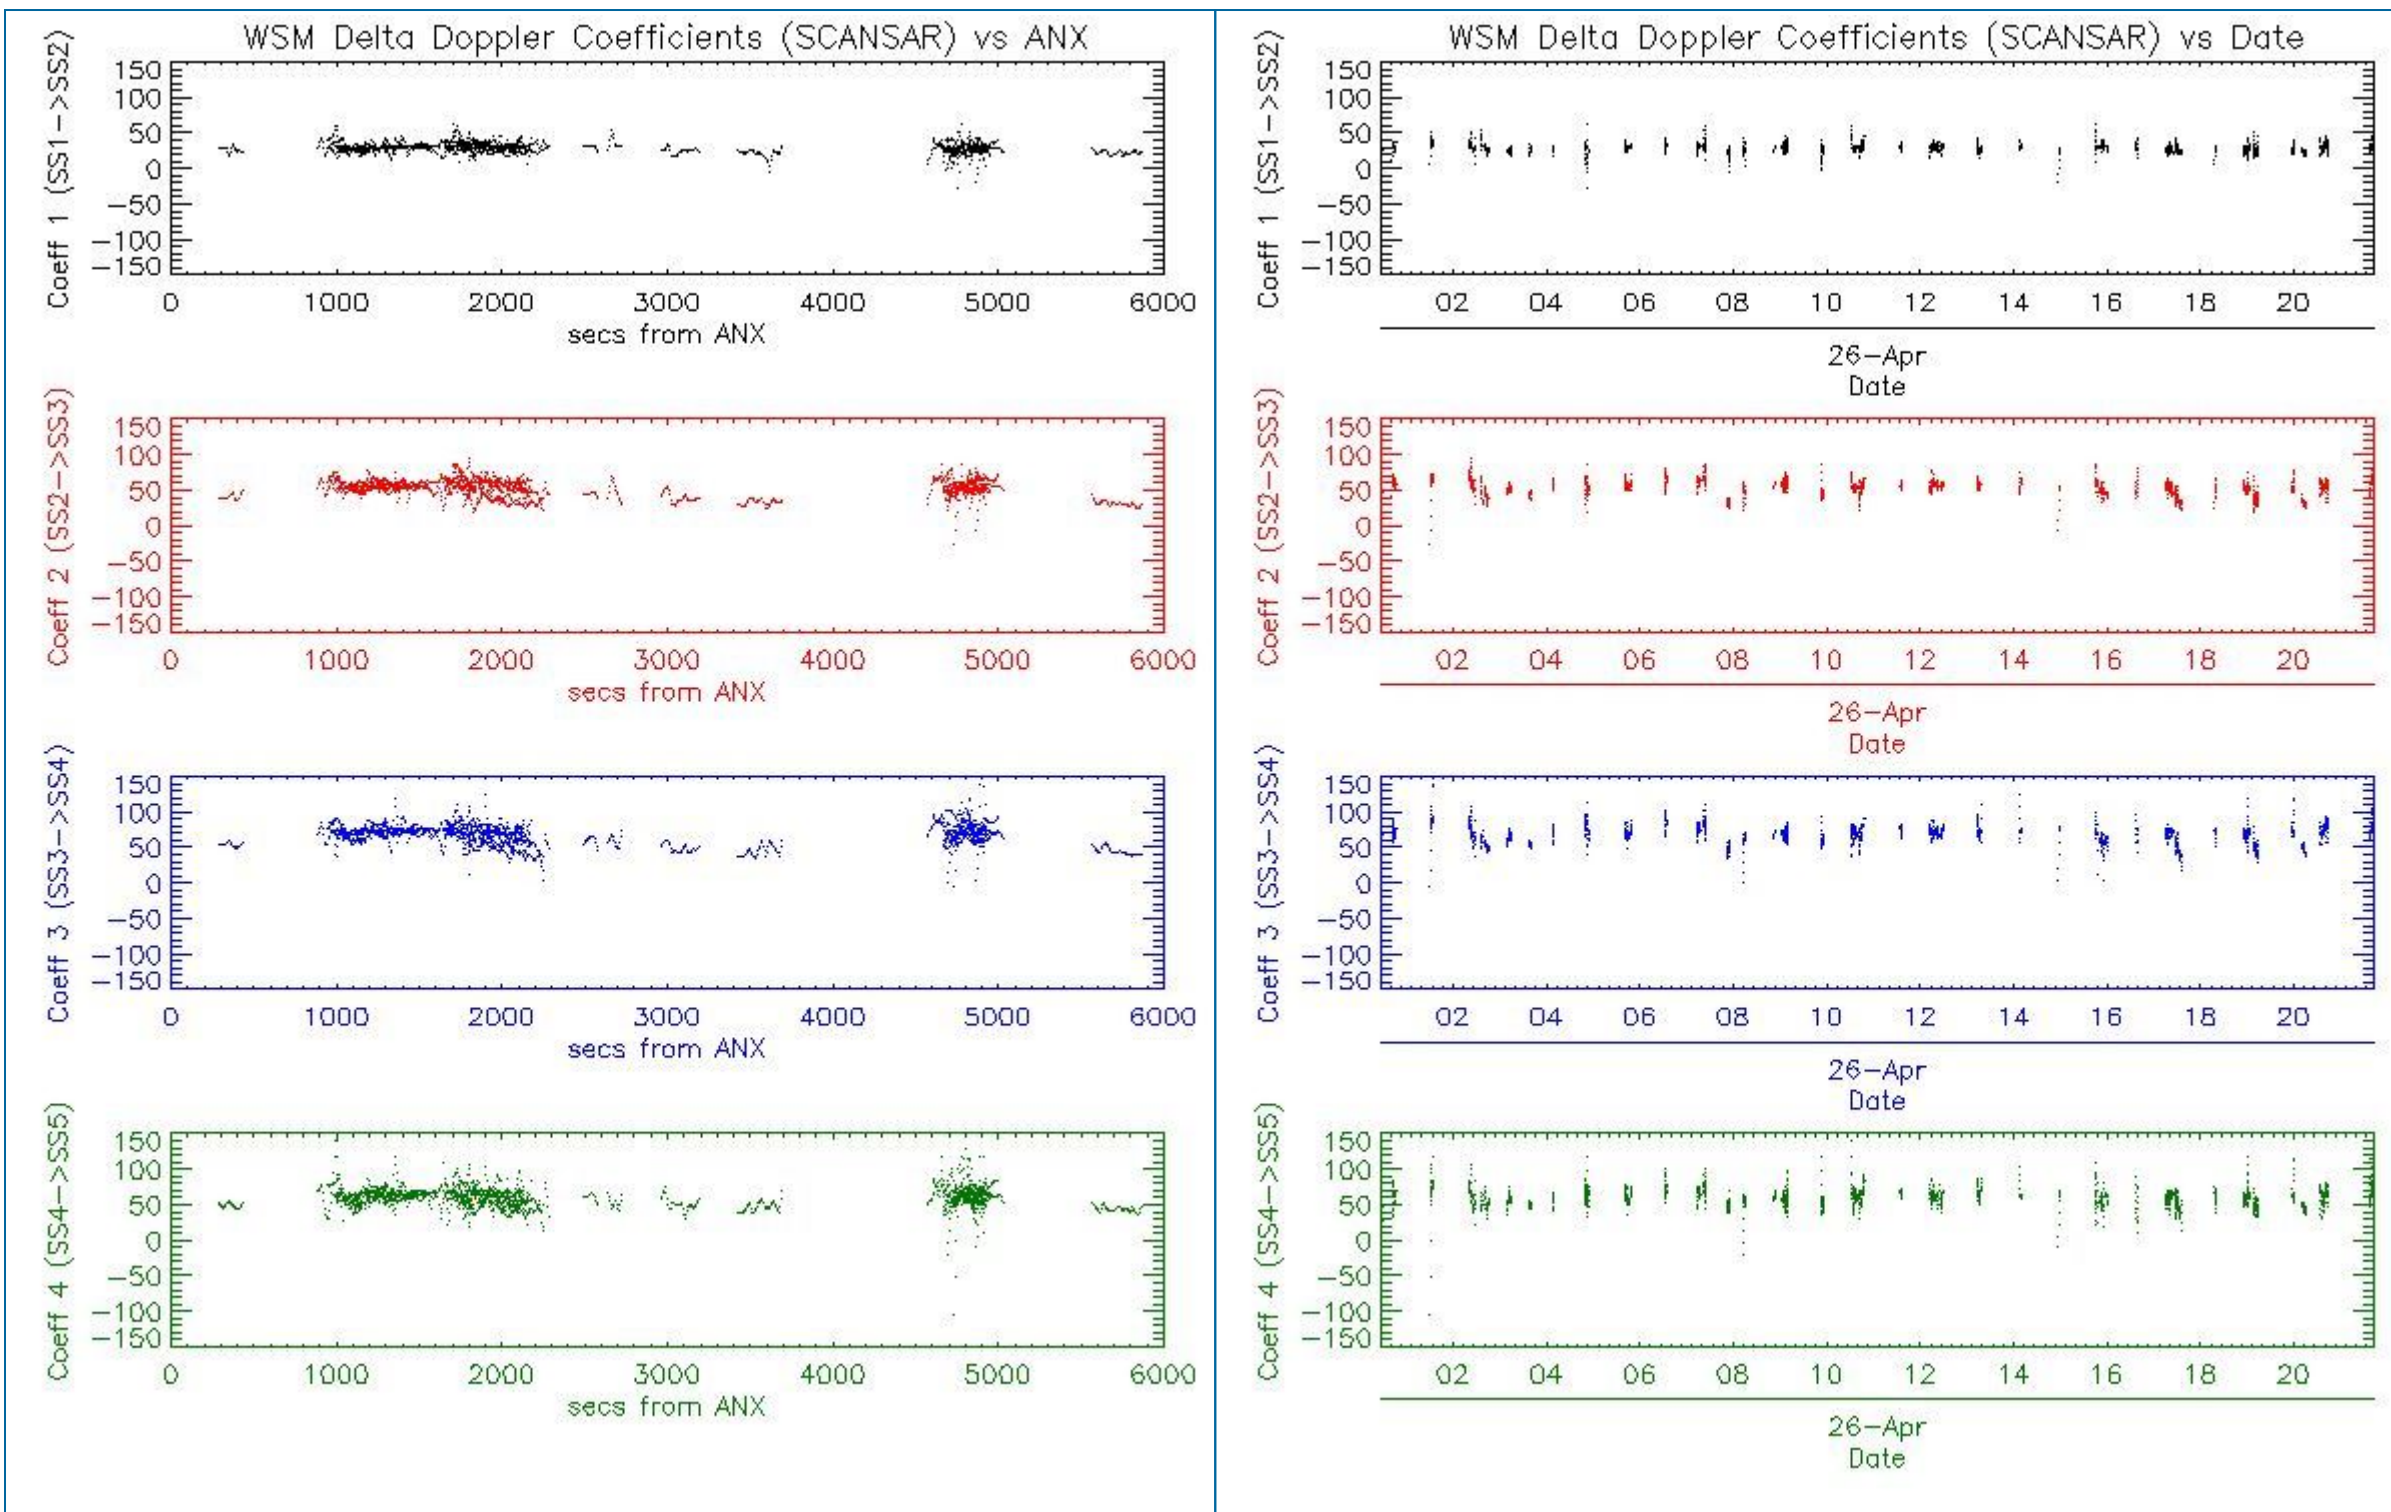 WSM Delta Doppler Coefficients (SCANSAR) vs ANX
Coeff 1 (SS1->SS2)
150
100
50
0
-50
-100
-150
0 1000 2000 3000 4000 5000 6000
secs from ANX
Coeff 2 (SS2->SS3)
150
100
50
0
-50
-100
-150
0 1000 2000 3000 4000 5000 6000
secs from ANX
Coeff 3 (SS3->SS4)
150
100
50
0
-50
-100
-150
0 1000 2000 3000 4000 5000 6000
secs from ANX
Coeff 4 (SS4->SS5)
150
100
50
0
-50
-100
-150
0 1000 2000 3000 4000 5000 6000
secs from ANX
WSM Delta Doppler Coefficients (SCANSAR) vs Date
Coeff 1 (SS1->SS2)
150
100
50
0
-50
-100
-150
02 04 06 08 10 12 14 16 18 20
26-Apr
Date
Coeff 2 (SS2->SS3)
150
100
50
0
-50
-100
-150
02 04 06 08 10 12 14 16 18 20
26-Apr
Date
Coeff 3 (SS3->SS4)
150
100
50
0
-50
-100
-150
02 04 06 08 10 12 14 16 18 20
26-Apr
Date
Coeff 4 (SS4->SS5)
150
100
50
0
-50
-100
-150
02 04 06 08 10 12 14 16 18 20
26-Apr
Date